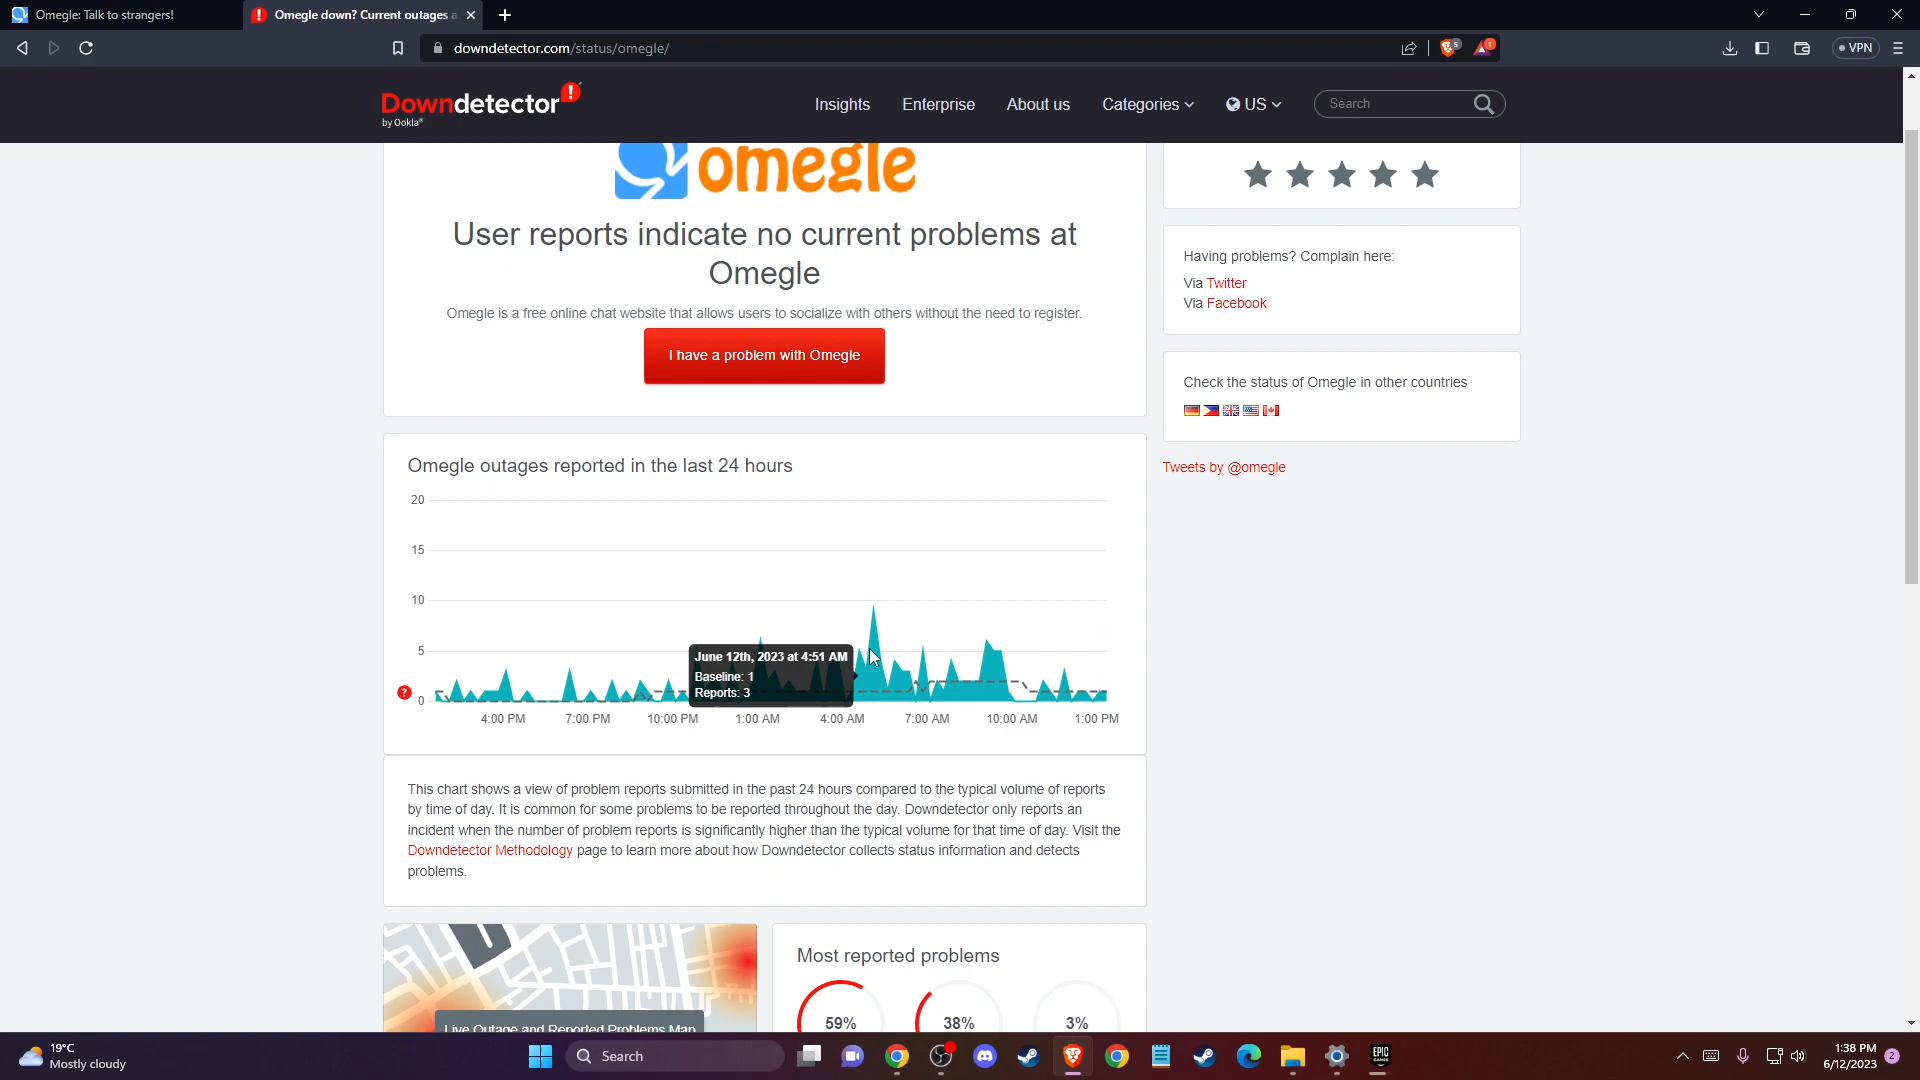 Omegle: Talk to strangers!
Omegle down? Current outages a
downdetector.com/status/omegle/
5
1
VPN
Downdetector
by Ookla®
Insights
Enterprise
About us
Categories
US
Search
omegle
User reports indicate no current problems at
Omegle
Omegle is a free online chat website that allows users to socialize with others without the need to register.
I have a problem with Omegle
Having problems? Complain here:
Via Twitter
Via Facebook
Check the status of Omegle in other countries
Tweets by @omegle
Omegle outages reported in the last 24 hours
20
15
10
5
0
?
June 12th, 2023 at 4:51 AM
Baseline: 1
Reports: 3
4:00 PM 7:00 PM 10:00 PM 1:00 AM 4:00 AM 7:00 AM 10:00 AM 1:00 PM
This chart shows a view of problem reports submitted in the past 24 hours compared to the typical volume of reports
by time of day. It is common for some problems to be reported throughout the day. Downdetector only reports an
incident when the number of problem reports is significantly higher than the typical volume for that time of day. Visit the
Downdetector Methodology page to learn more about how Downdetector collects status information and detects
problems.
Live Outage and Reported Problems Map
Most reported problems
59% 38% 3%
19°C
Mostly cloudy
Search
EPIC
GAMES
1:38 PM
6/12/2023
2